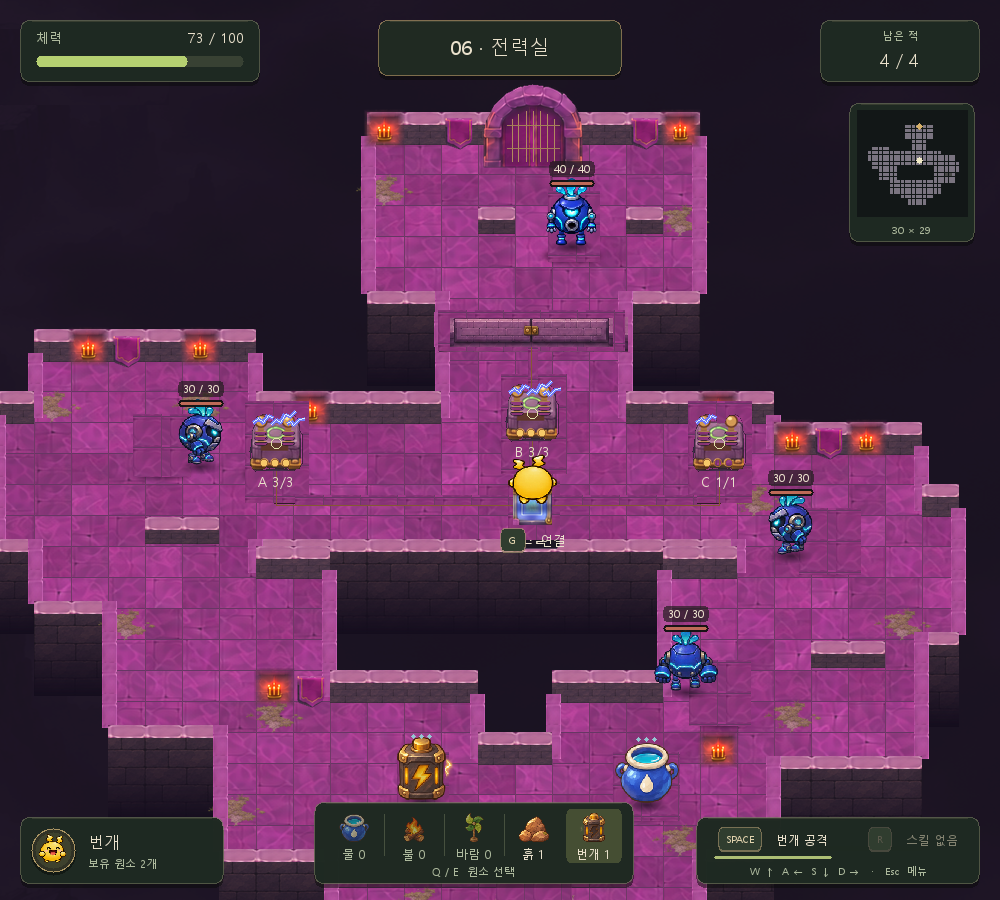 체력 73 / 100
06 · 전력실
남은 적
4 / 4
30 × 29
40 / 40
30 / 30
A 3/3
B 3/3
C 1/1
30 / 30
G 연결
30 / 30
번개
보유 원소 2개
물 0 불 0 바람 0 흙 1 번개 1
Q / E 원소 선택
SPACE 번개 공격 R 스킬 없음
W ↑ A ← S ↓ D → · Esc 메뉴